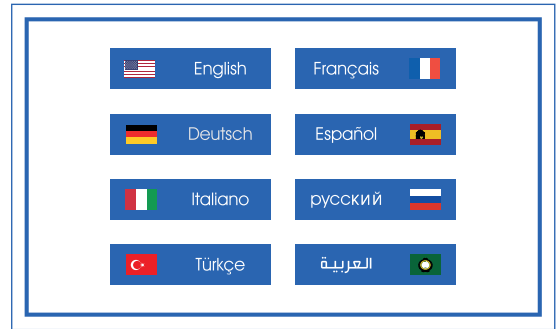 English
Français
Deutsch
Español
Italiano
русский
Türkçe
العربية